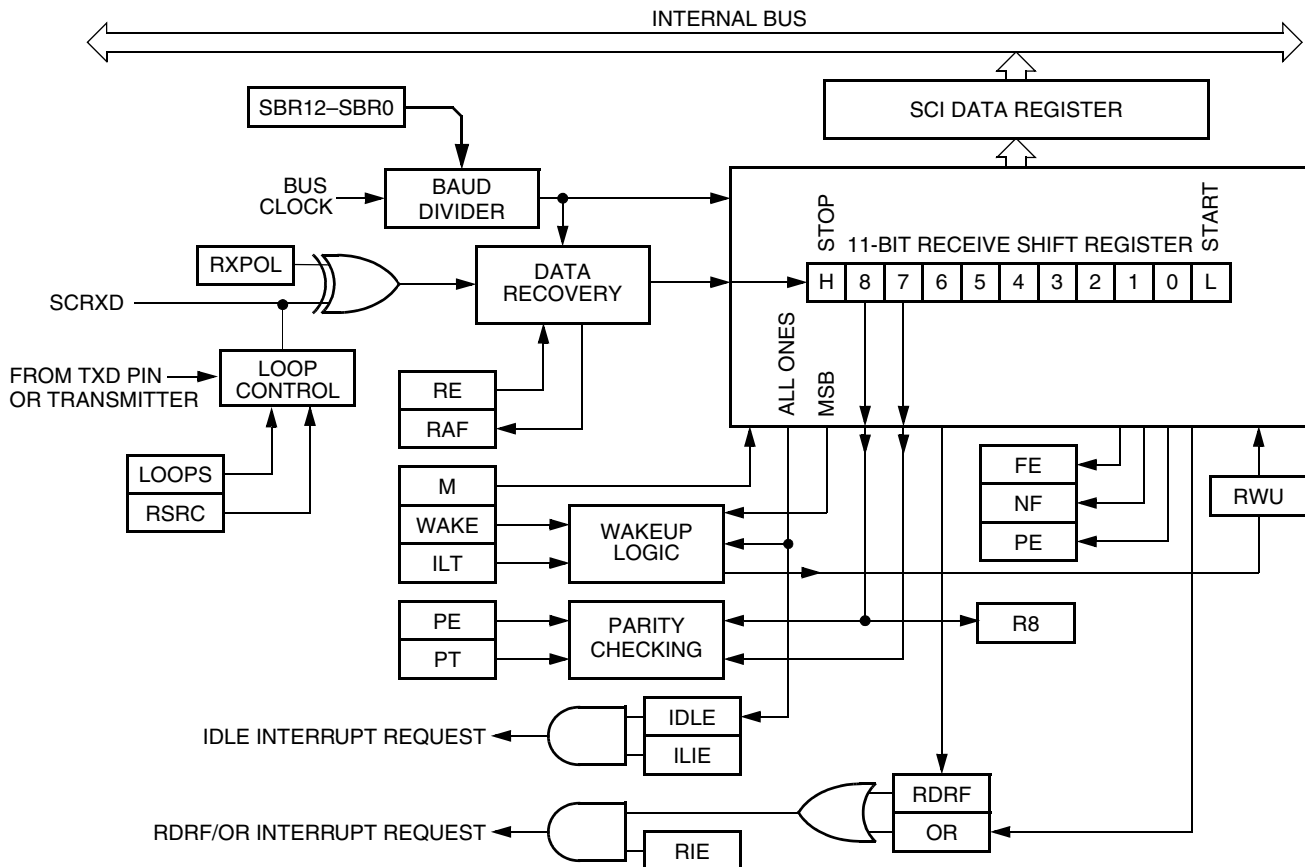 INTERNAL BUS
SCI DATA REGISTER
SBR12–SBR0
BUS
CLOCK
BAUD
DIVIDER
STOP
11-BIT RECEIVE SHIFT REGISTER
START
H 8 7 6 5 4 3 2 1 0 L
RXPOL
DATA
RECOVERY
SCRXD
ALL ONES
MSB
FROM TXD PIN
OR TRANSMITTER
LOOP
CONTROL
RE
RAF
LOOPS
RSRC
M
WAKE
ILT
WAKEUP
LOGIC
FE
NF
PE
RWU
PE
PT
PARITY
CHECKING
R8
IDLE
ILIE
IDLE INTERRUPT REQUEST
RDRF
OR
RDRF/OR INTERRUPT REQUEST
RIE